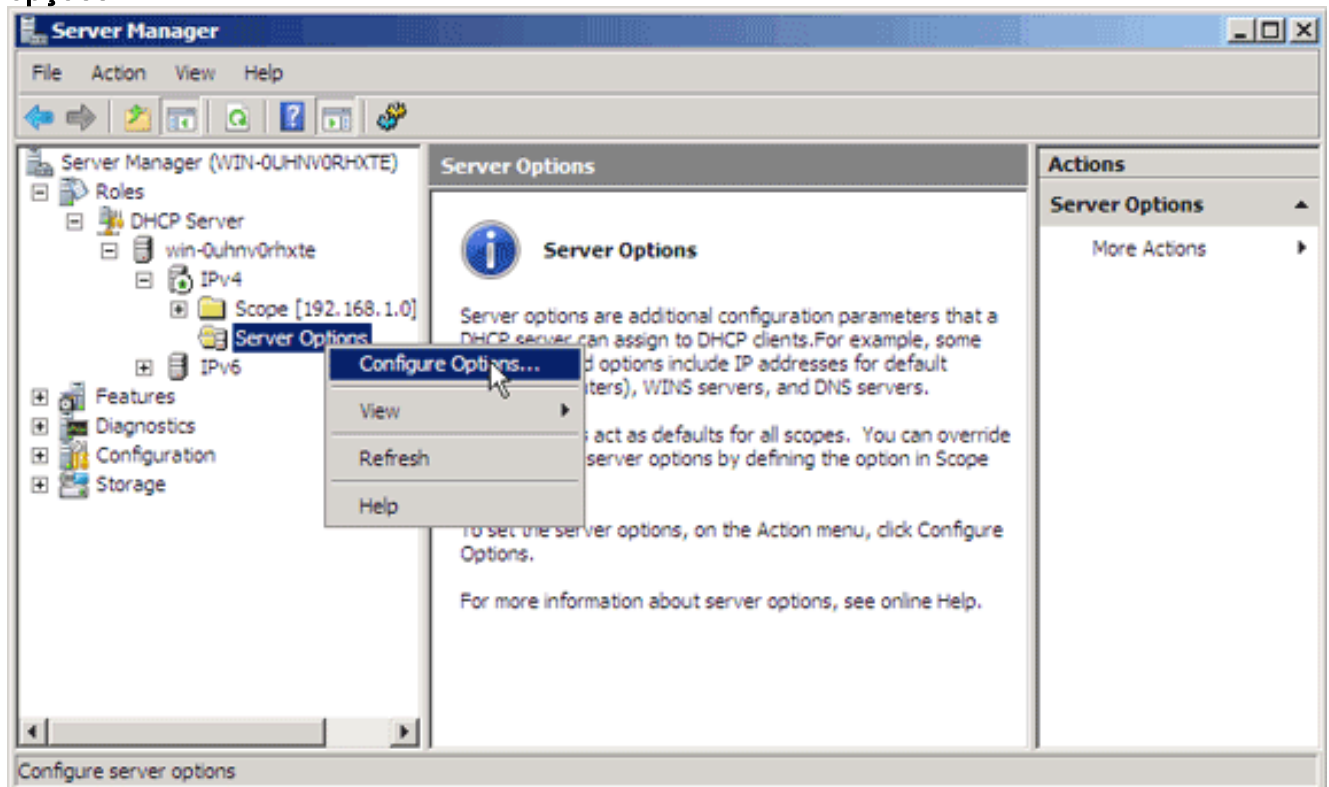 Server Manager
File Action View Help
Server Manager (WIN-0UHNV0RHXTE)
Roles
DHCP Server
win-0uhnv0rhxte
IPv4
Scope [192.168.1.0]
Server Options
IPv6
Features
Diagnostics
Configuration
Storage
Configure Options...
View
Refresh
Help
Server Options
Server Options
Server options are additional configuration parameters that a
DHCP server can assign to DHCP clients.For example, some
options include IP addresses for default
WINS servers, and DNS servers.
act as defaults for all scopes. You can override
server options by defining the option in Scope
To set the server options, on the Action menu, click Configure
Options.
For more information about server options, see online Help.
Actions
Server Options
More Actions
Configure server options